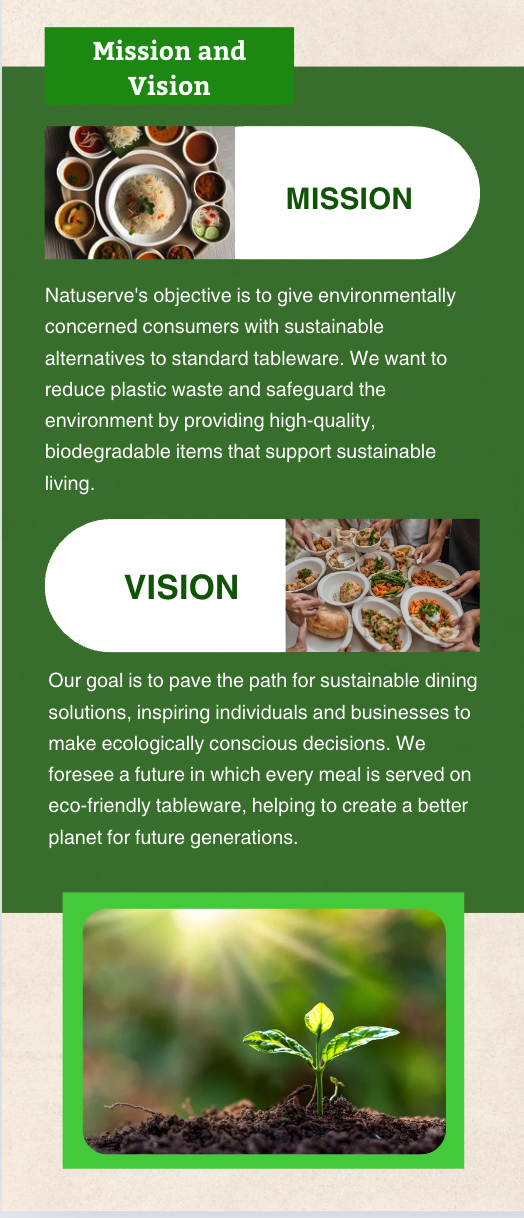 Mission and
Vision
MISSION
Natuserve's objective is to give environmentally
concerned consumers with sustainable
alternatives to standard tableware. We want to
reduce plastic waste and safeguard the
environment by providing high-quality,
biodegradable items that support sustainable
living.
VISION
Our goal is to pave the path for sustainable dining
solutions, inspiring individuals and businesses to
make ecologically conscious decisions. We
foresee a future in which every meal is served on
eco-friendly tableware, helping to create a better
planet for future generations.